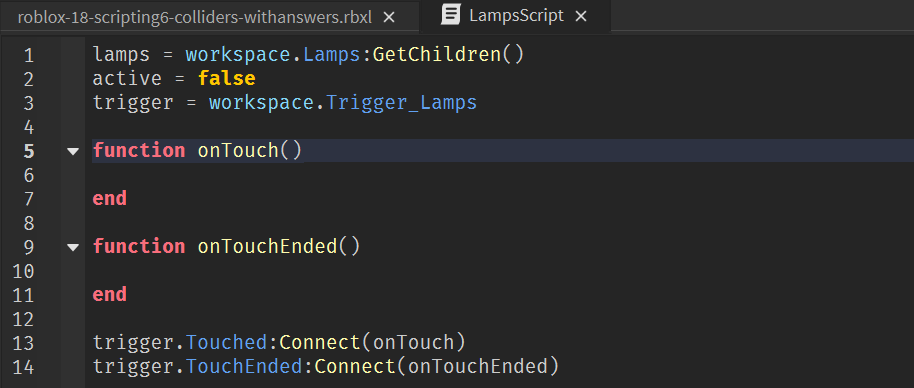 roblox-18-scripting6-colliders-withanswers.rbxl × LampsScript ×
1 lamps = workspace.Lamps:GetChildren()
2 active = false
3 trigger = workspace.Trigger_Lamps
4
5 function onTouch()
6
7 end
8
9 function onTouchEnded()
10
11 end
12
13 trigger.Touched:Connect(onTouch)
14 trigger.TouchEnded:Connect(onTouchEnded)